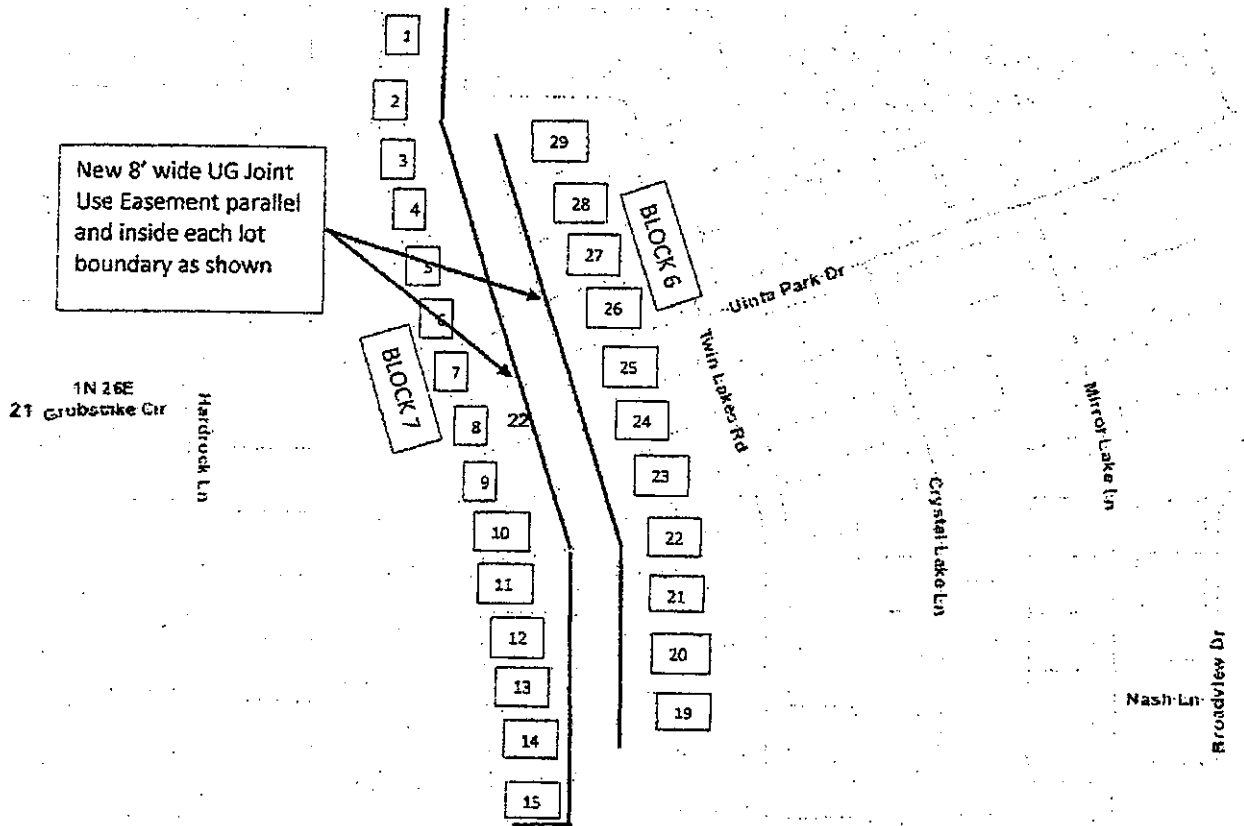 1
2
3
4
5
6
7
8
9
10
11
12
13
14
15
New 8' wide UG Joint
Use Easement parallel
and inside each lot
boundary as shown
BLOCK 7
22
29
28
27
26
25
24
23
22
21
20
19
BLOCK 6
1N 26E
21
Grubstake Cir
Hardrock Ln
Twin Lakes Rd
Uinta Park Dr
Crystal Lake Ln
Mirror Lake Ln
Nash Ln
Broadview Dr